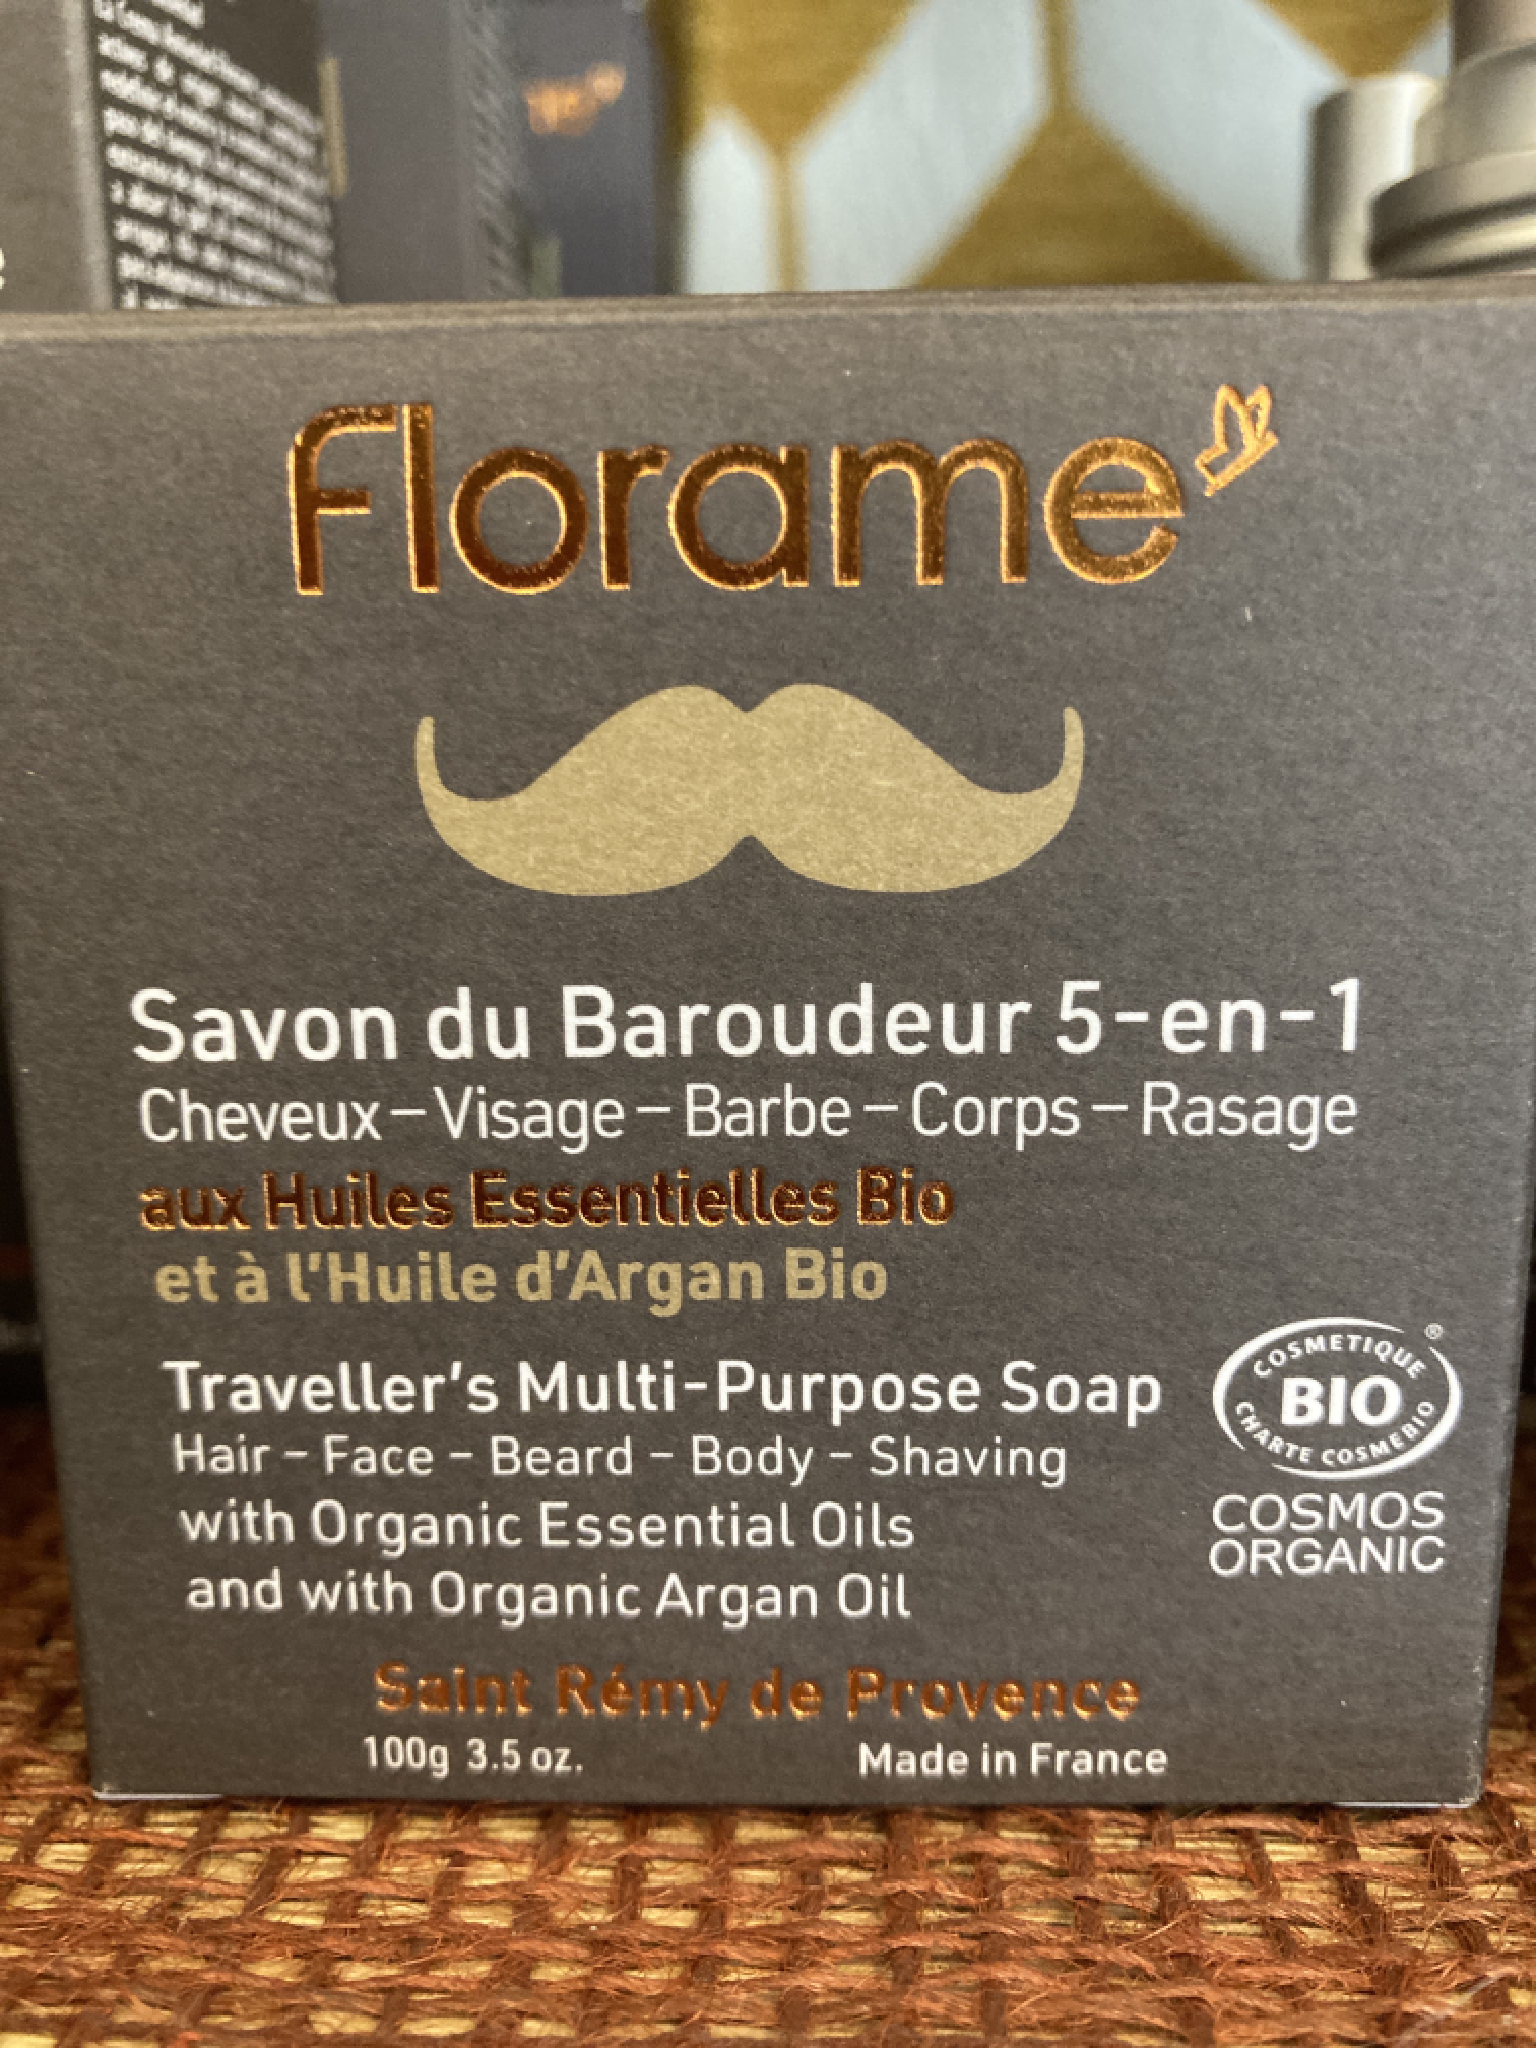 Florame
Savon du Baroudeur 5-en-1
Cheveux – Visage – Barbe – Corps – Rasage
aux Huiles Essentielles Bio
et à l'Huile d'Argan Bio
Traveller's Multi-Purpose Soap
Hair – Face – Beard – Body – Shaving
with Organic Essential Oils
and with Organic Argan Oil
COSMETIQUE ®
BIO
CHARTE COSMEBIO
COSMOS
ORGANIC
Saint Rémy de Provence
100g 3.5 oz. Made in France